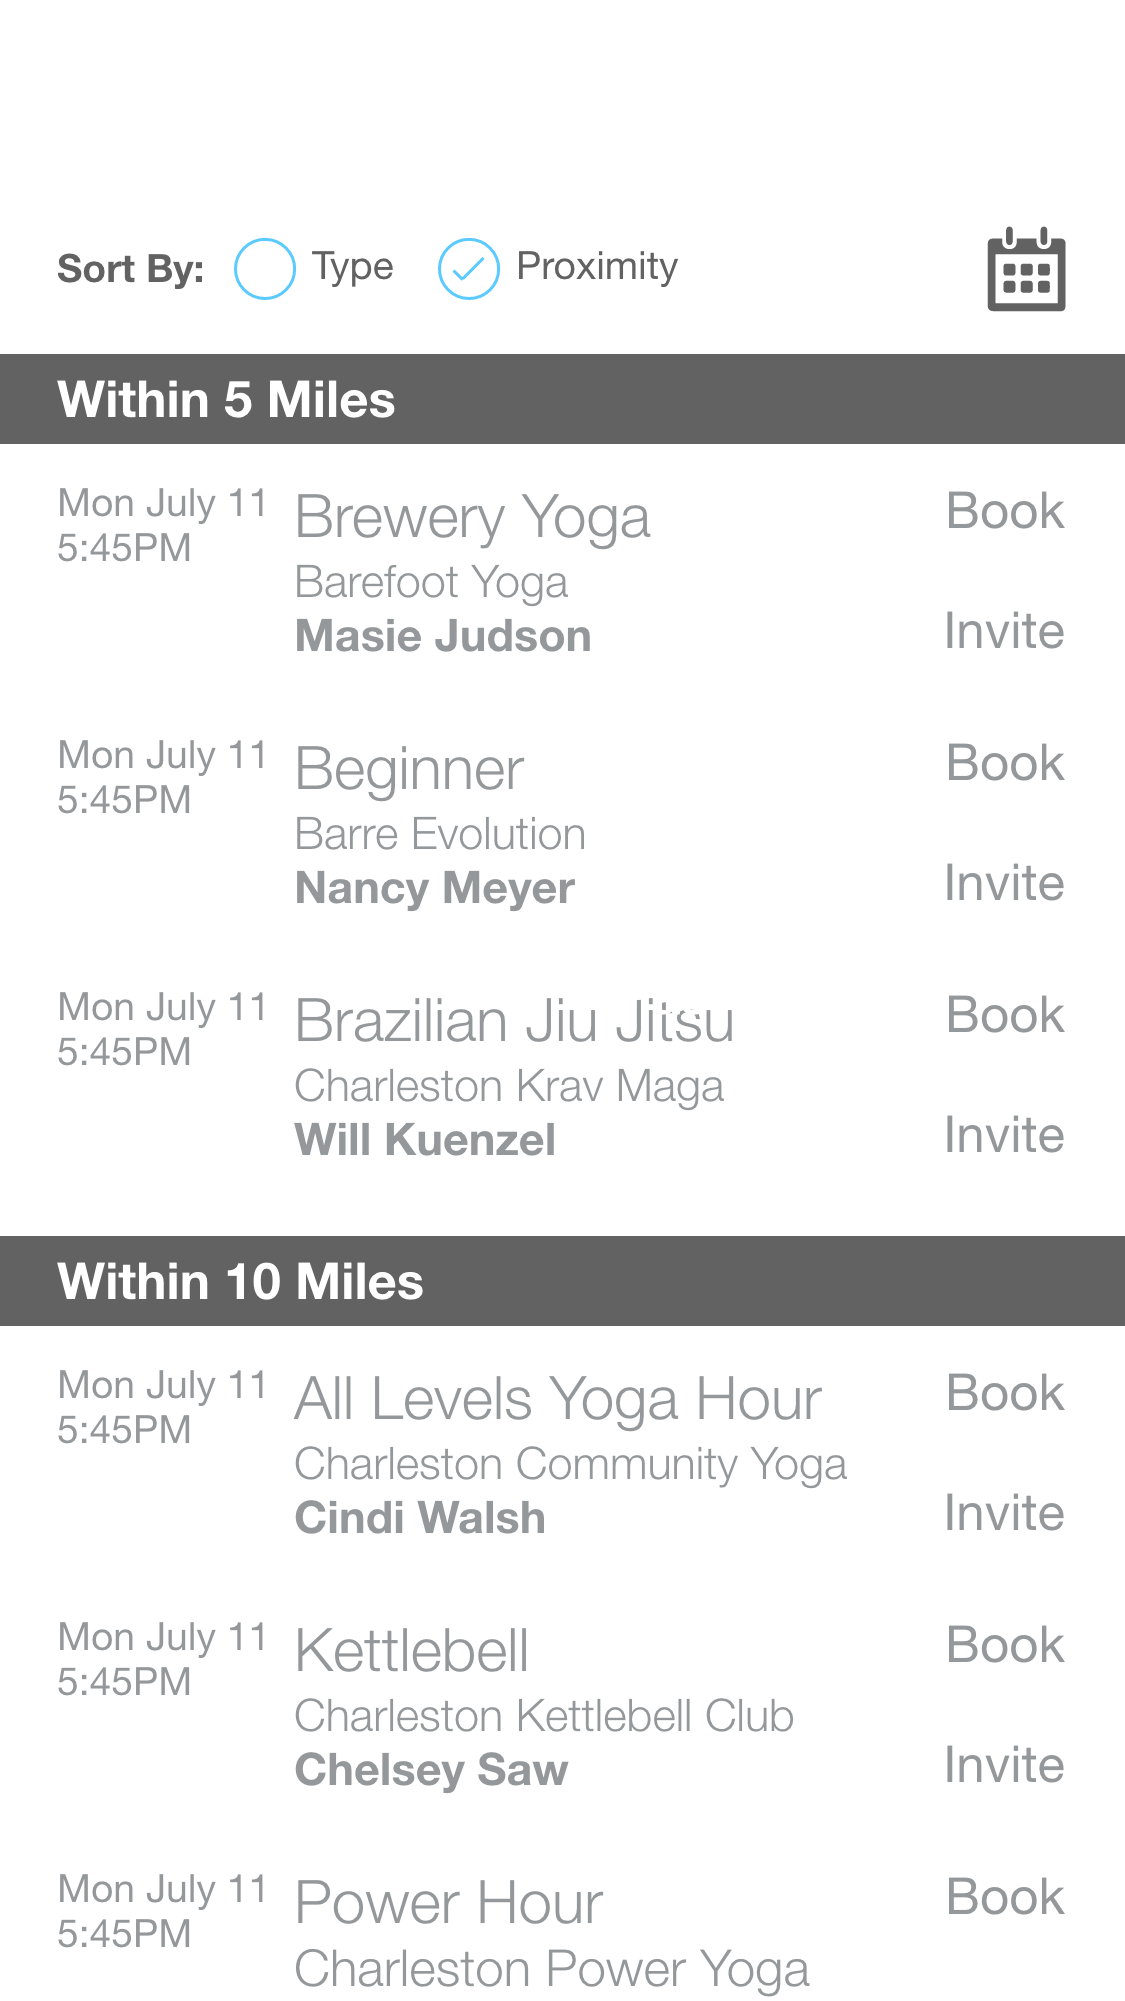 Sort By: Type Proximity
Within 5 Miles
Mon July 11 Brewery Yoga Book
5:45PM
Barefoot Yoga
Masie Judson Invite
Mon July 11 Beginner Book
5:45PM
Barre Evolution
Nancy Meyer Invite
Mon July 11 Brazilian Jiu Jitsu Book
5:45PM
Charleston Krav Maga
Will Kuenzel Invite
Within 10 Miles
Mon July 11 All Levels Yoga Hour Book
5:45PM
Charleston Community Yoga
Cindi Walsh Invite
Mon July 11 Kettlebell Book
5:45PM
Charleston Kettlebell Club
Chelsey Saw Invite
Mon July 11 Power Hour Book
5:45PM
Charleston Power Yoga